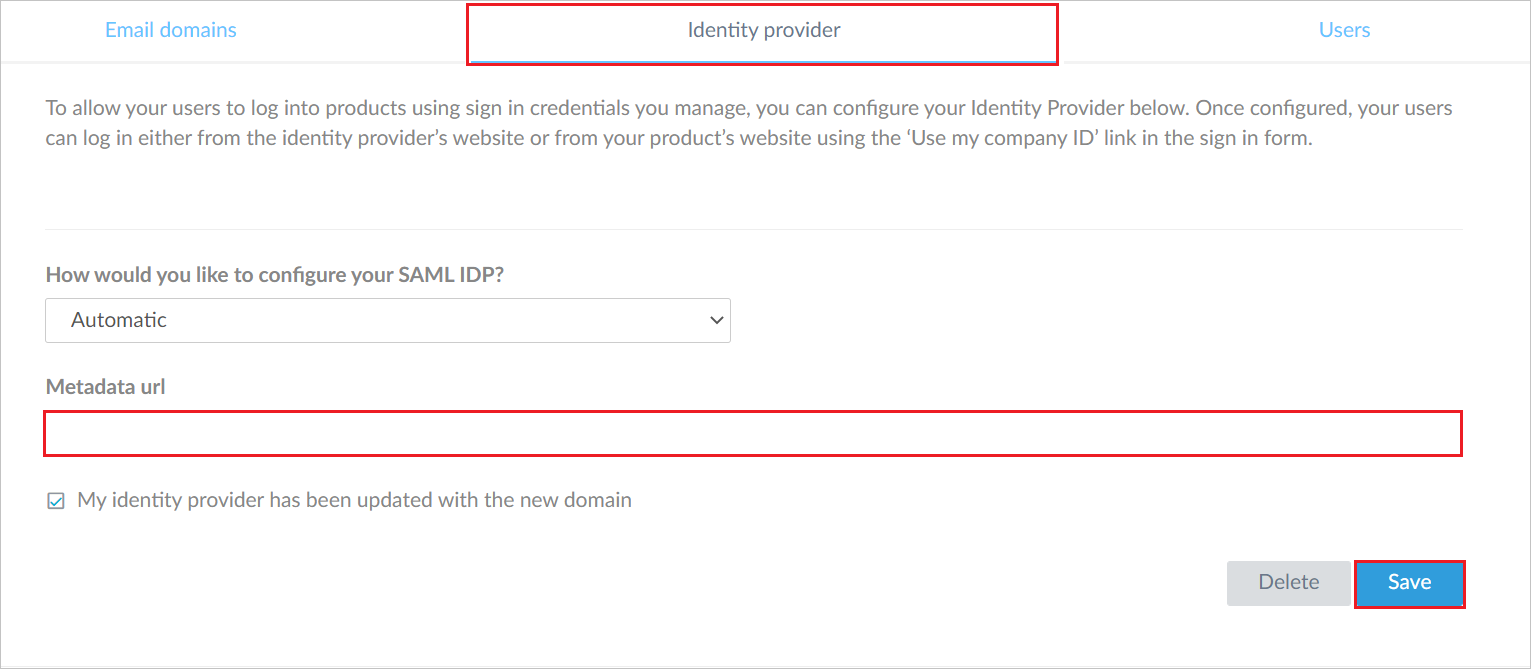 Email domains
Identity provider
Users
To allow your users to log into products using sign in credentials you manage, you can configure your Identity Provider below. Once configured, your users
can log in either from the identity provider’s website or from your product’s website using the ‘Use my company ID’ link in the sign in form.
How would you like to configure your SAML IDP?
Automatic
Metadata url
My identity provider has been updated with the new domain
Delete
Save